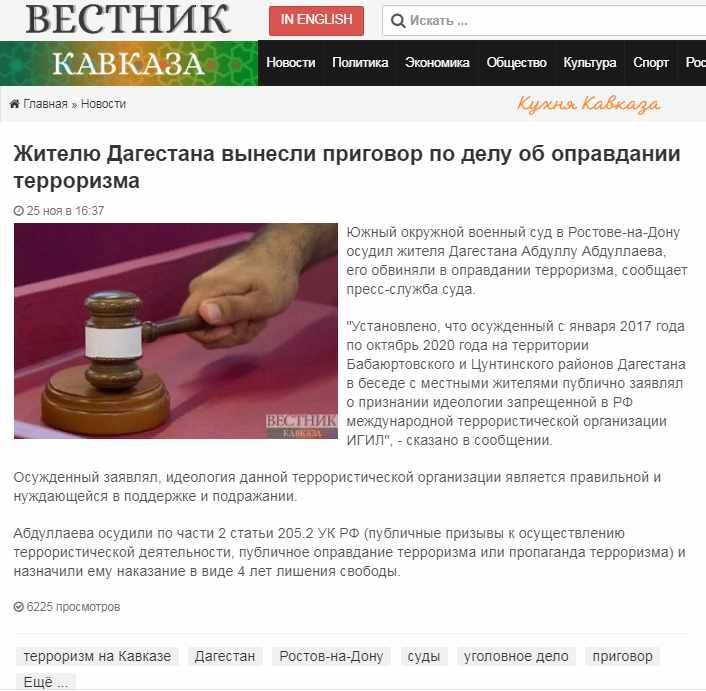 ВЕСТНИК
КАВКАЗА
IN ENGLISH
Искать ...
Новости Политика Экономика Общество Культура Спорт Рос
Главная » Новости
Кухня Кавказа
Жителю Дагестана вынесли приговор по делу об оправдании
терроризма
25 ноя в 16:37
Южный окружной военный суд в Ростове-на-Дону
осудил жителя Дагестана Абдуллу Абдуллаева,
его обвиняли в оправдании терроризма, сообщает
пресс-служба суда.
"Установлено, что осужденный с января 2017 года
по октябрь 2020 года на территории
Бабаюртовского и Цунтинского районов Дагестана
в беседе с местными жителями публично заявлял
о признании идеологии запрещенной в РФ
международной террористической организации
ИГИЛ", - сказано в сообщении.
ВЕСТНИК
КАВКАЗА
Осужденный заявлял, идеология данной террористической организации является правильной и
нуждающейся в поддержке и подражании.
Абдуллаева осудили по части 2 статьи 205.2 УК РФ (публичные призывы к осуществлению
террористической деятельности, публичное оправдание терроризма или пропаганда терроризма) и
назначили ему наказание в виде 4 лет лишения свободы.
6225 просмотров
терроризм на Кавказе Дагестан Ростов-на-Дону суды уголовное дело приговор
Ещё ...